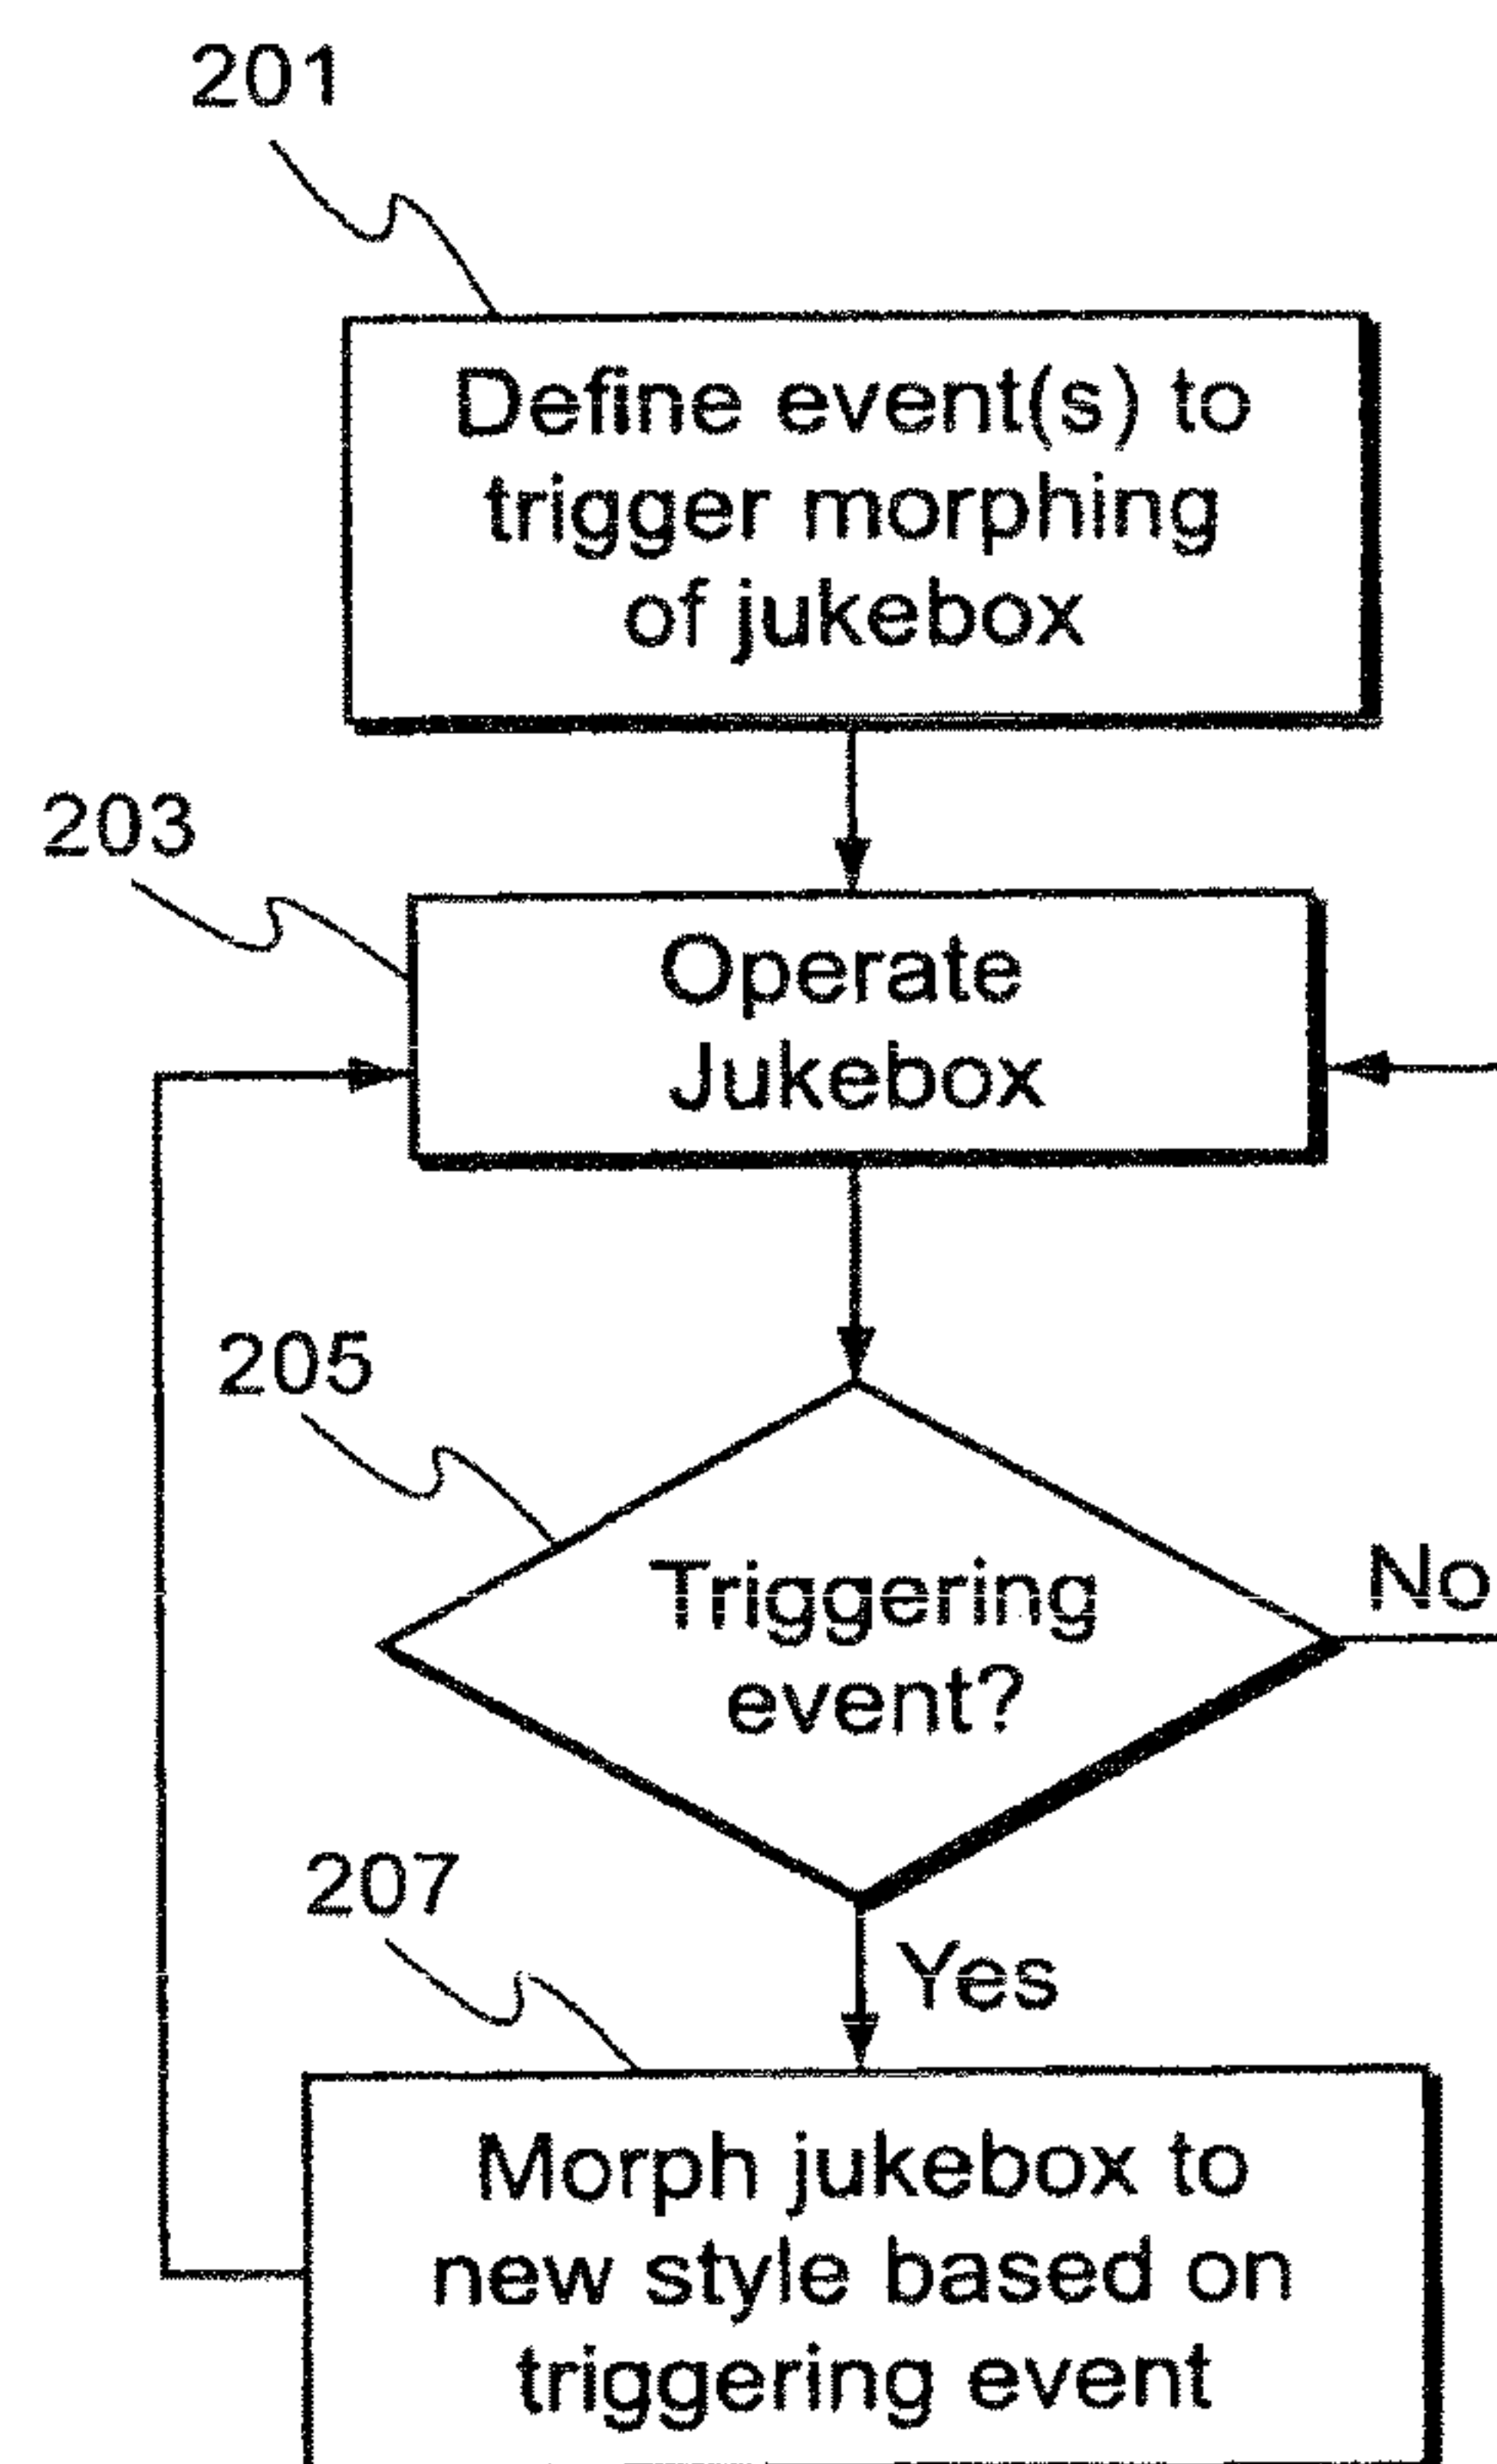 201
Define event(s) to
trigger morphing
of jukebox
203
Operate
Jukebox
205
Triggering
event?
No
207
Yes
Morph jukebox to
new style based on
triggering event